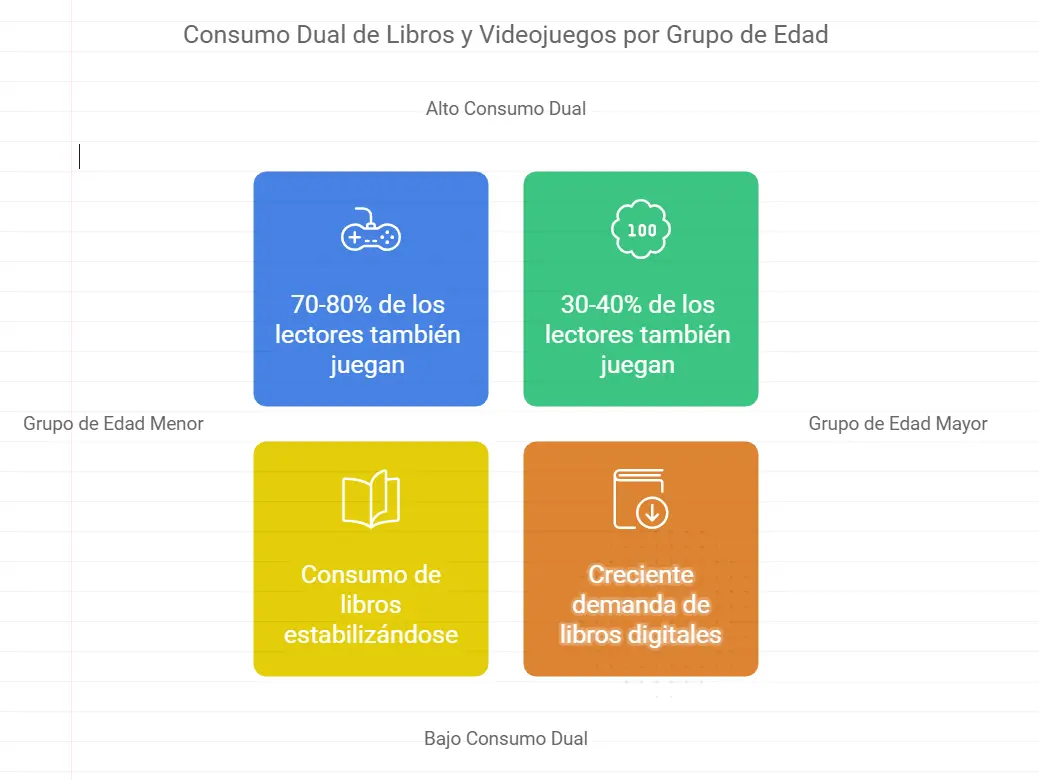 Consumo Dual de Libros y Videojuegos por Grupo de Edad
Alto Consumo Dual
100
70-80% de los
lectores también
juegan
30-40% de los
lectores también
juegan
Grupo de Edad Menor
Grupo de Edad Mayor
Consumo de
libros
estabilizándose
Creciente
demanda de
libros digitales
Bajo Consumo Dual